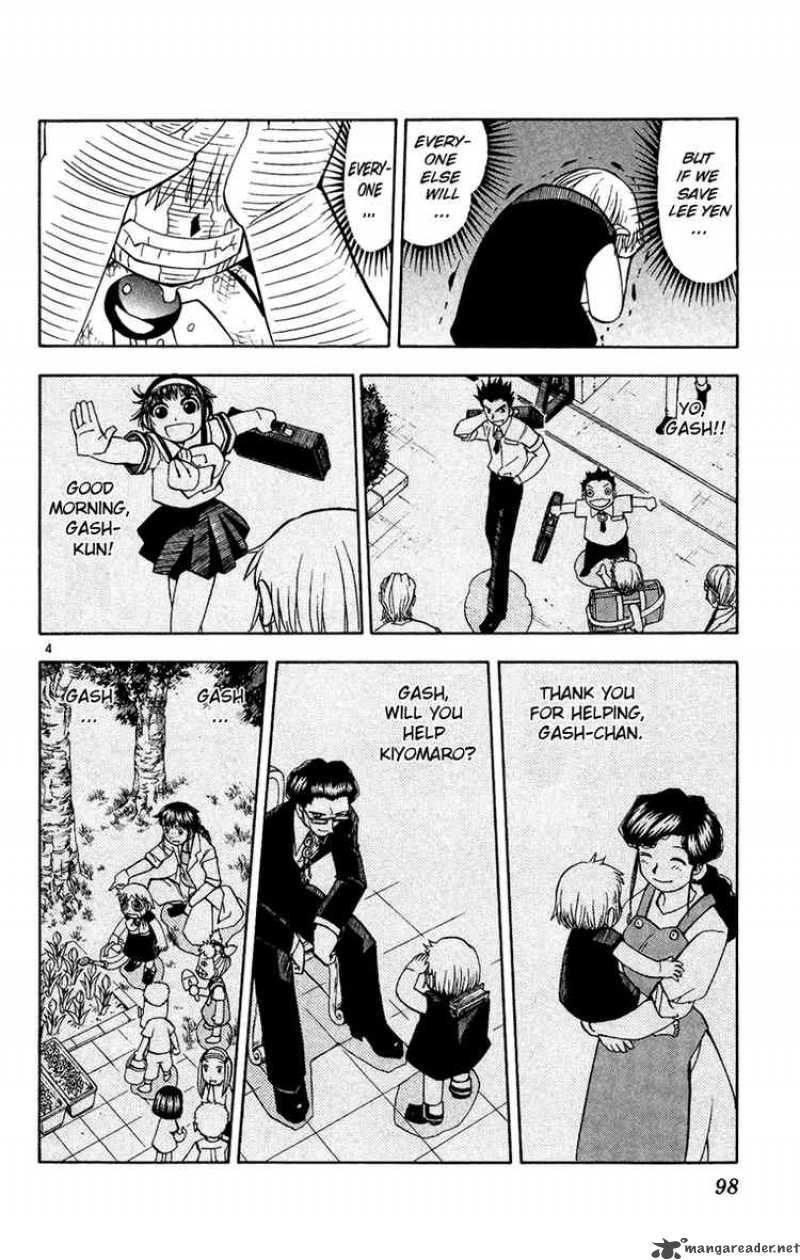 BUT
IF WE
SAVE
LEE YEN
...
EVERY-
ONE
ELSE
WILL
...
EVERY-
ONE
...
YO,
GASH!!
GOOD
MORNING,
GASH-
KUN!
4
THANK YOU
FOR HELPING,
GASH-CHAN.
GASH,
WILL YOU
HELP
KIYOMARO?
GASH
...
GASH
...
98
mangareader.net